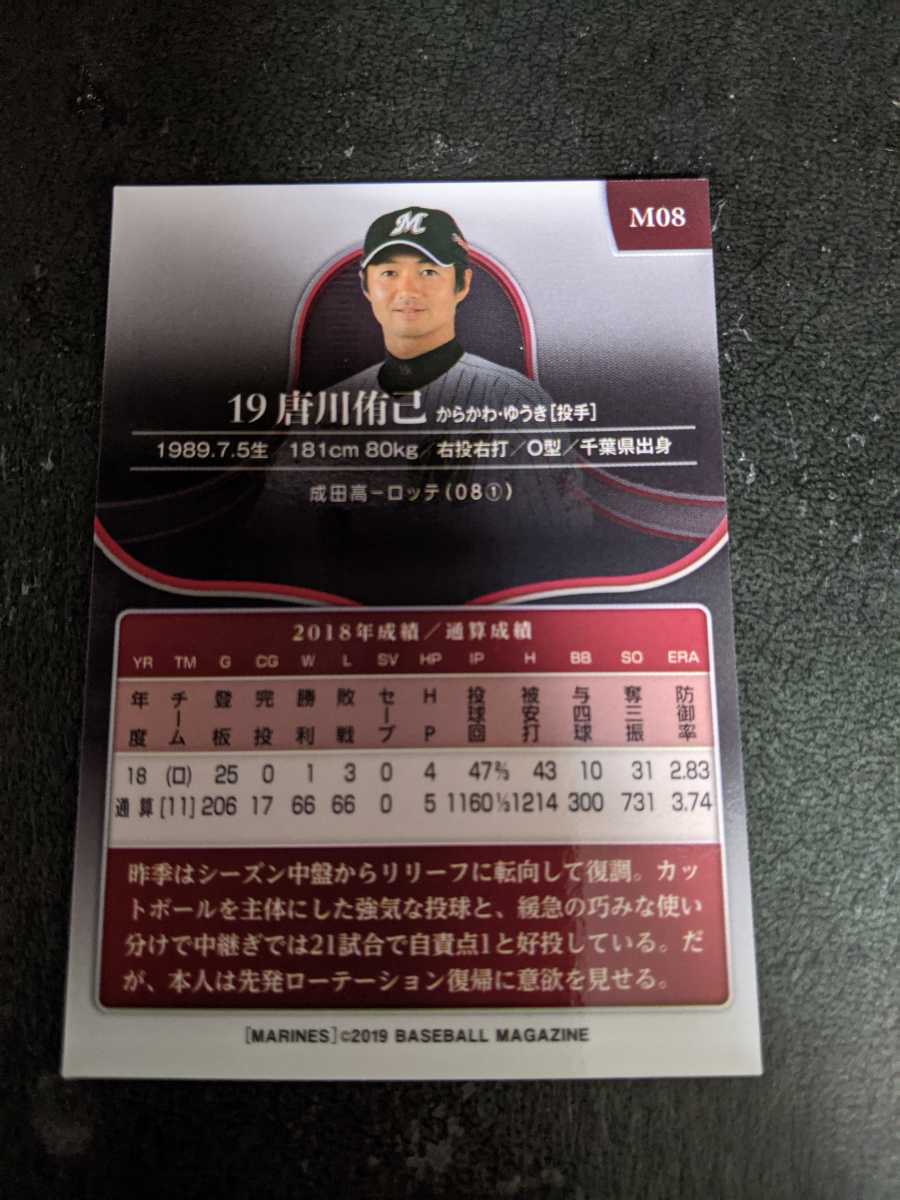 M08
M
19 唐川侑己 からかわ・ゆうき[投手]
1989.7.5生／181cm 80kg／右投右打／O型／千葉県出身
成田高－ロッテ(08①)
2018年成績／通算成績
YR TM G CG W L SV HP IP H BB SO ERA
年度 チーム 登板 完投 勝利 敗戦 セーブ HP 投球回 被安打 与四球 奪三振 防御率
18 (ロ) 25 0 1 3 0 4 47⅔ 43 10 31 2.83
通算 [11] 206 17 66 66 0 5 1160⅓ 1214 300 731 3.74
昨季はシーズン中盤からリリーフに転向して復調。カッ
トボールを主体にした強気な投球と、緩急の巧みな使い
分けで中継ぎでは21試合で自責点1と好投している。だ
が、本人は先発ローテーション復帰に意欲を見せる。
[MARINES]©2019 BASEBALL MAGAZINE